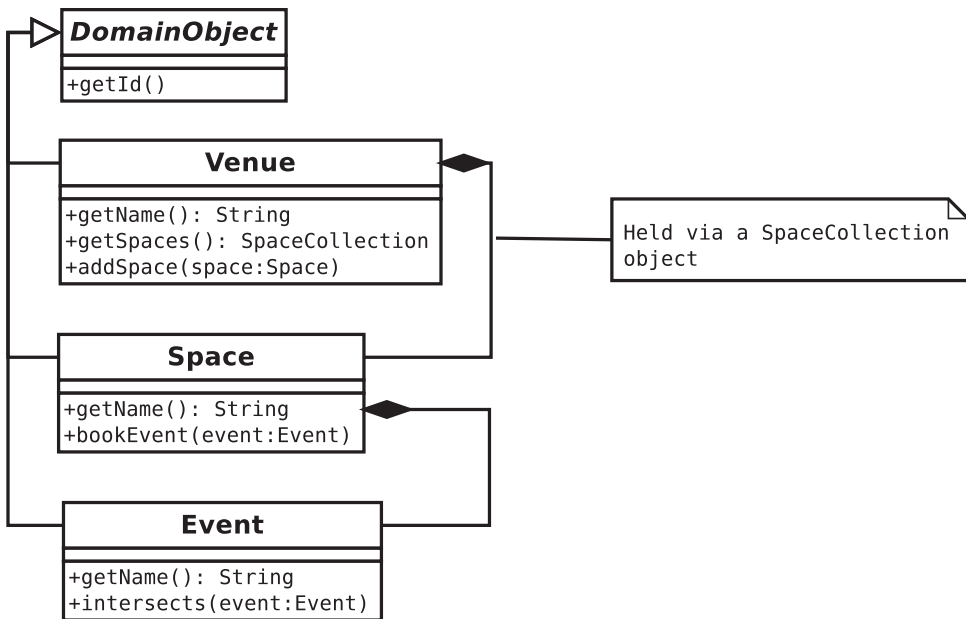 DomainObject
+getId()
Venue
+getName(): String
+getSpaces(): SpaceCollection
+addSpace(space:Space)
Held via a SpaceCollection
object
Space
+getName(): String
+bookEvent(event:Event)
Event
+getName(): String
+intersects(event:Event)